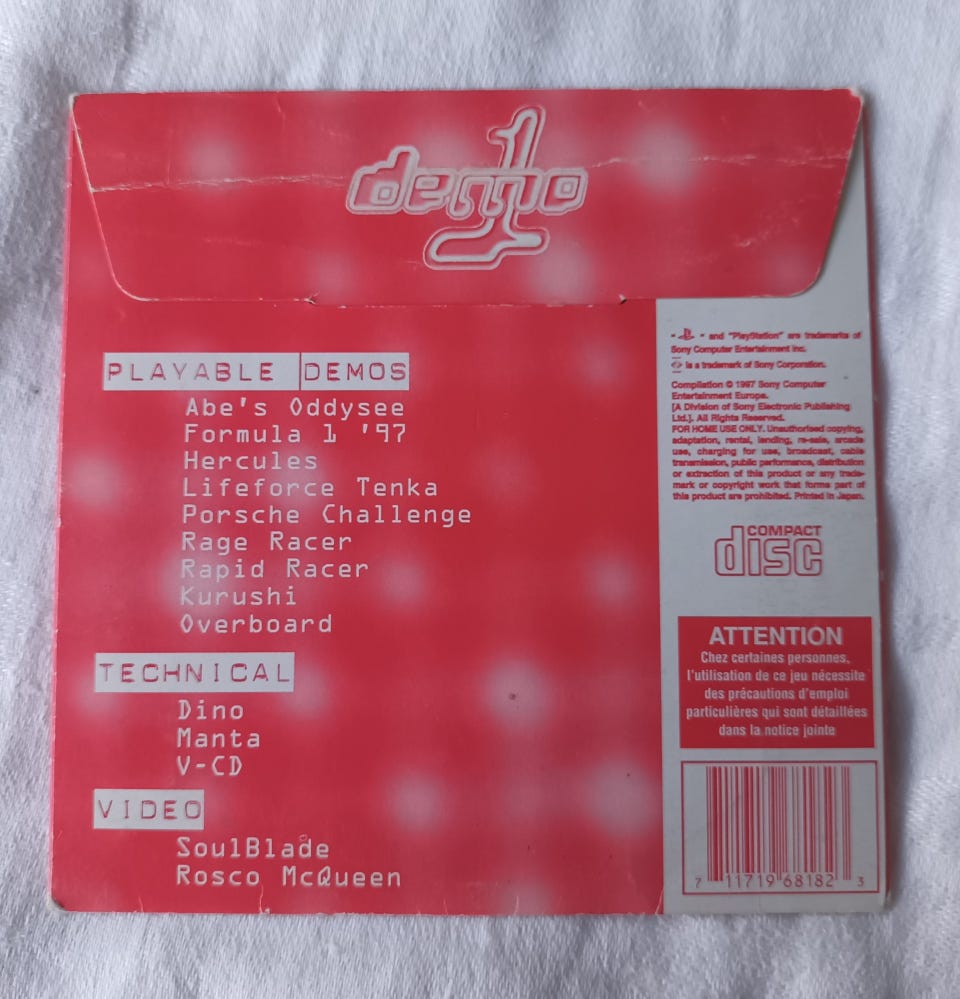 demo
1
PLAYABLE DEMOS
Abe's Oddysee
Formula 1 '97
Hercules
Lifeforce Tenka
Porsche Challenge
Rage Racer
Rapid Racer
Kurushi
Overboard
TECHNICAL
Dino
Manta
V-CD
VIDEO
SoulBlade
Rosco McQueen
" " and "PlayStation" are trademarks of
Sony Computer Entertainment Inc.
is a trademark of Sony Corporation.
Compilation © 1997 Sony Computer
Entertainment Europe.
[A Division of Sony Electronic Publishing
Ltd.]. All Rights Reserved.
FOR HOME USE ONLY. Unauthorised copying,
adaptation, rental, lending, re-sale, arcade
use, charging for use, broadcast, cable
transmission, public performance, distribution
or extraction of this product or any trade-
mark or copyright work that forms part of
this product are prohibited. Printed in Japan.
COMPACT
disc
ATTENTION
Chez certaines personnes,
l'utilisation de ce jeu nécessite
des précautions d'emploi
particulières qui sont détaillées
dans la notice jointe
7 11719 68182 3